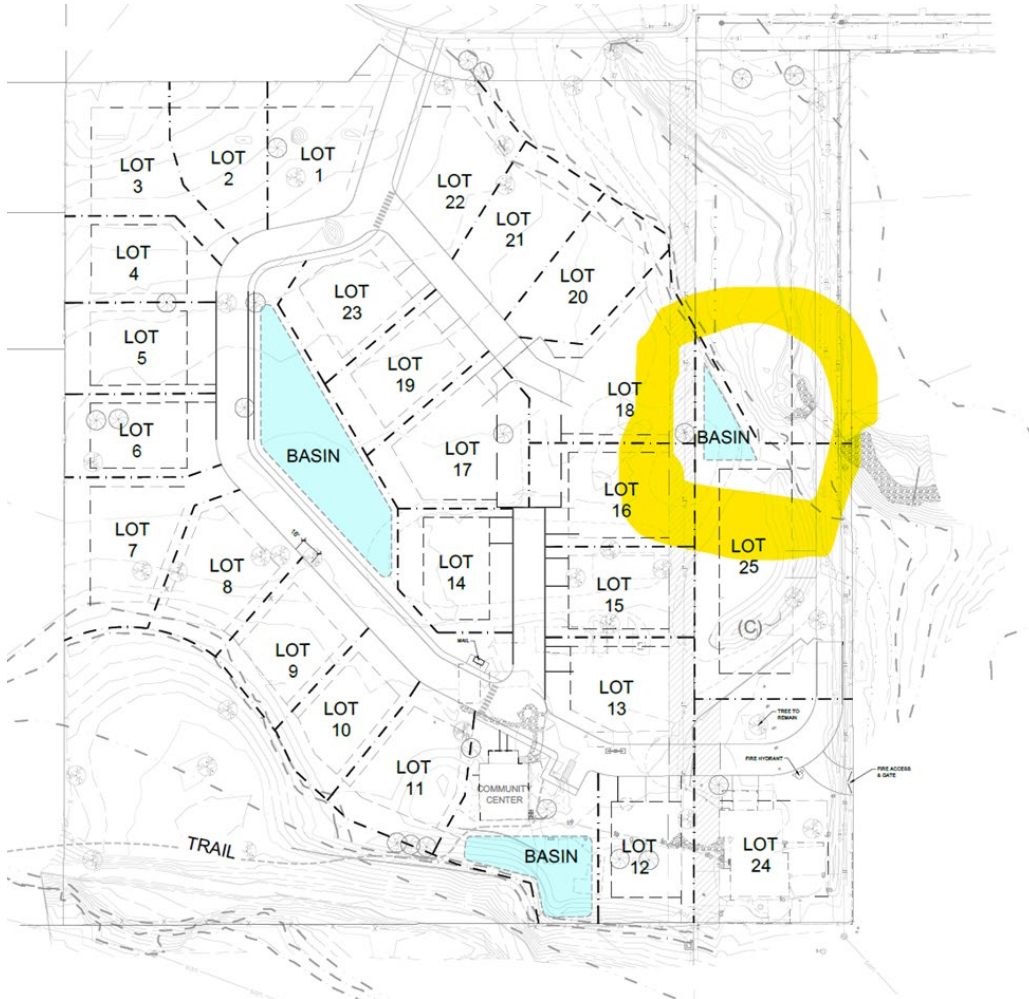 LOT
3
LOT
2
LOT
1
LOT
22
LOT
21
LOT
20
LOT
4
LOT
23
LOT
5
LOT
19
LOT
18
LOT
6
BASIN
LOT
17
BASIN
LOT
16
LOT
7
LOT
8
18'
LOT
14
LOT
15
LOT
25
(C)
LOT
9
MAIL
LOT
10
LOT
13
TREE TO
REMAIN
LOT
11
COMMUNITY
CENTER
FIRE HYDRANT
FIRE ACCESS
& GATE
TRAIL
BASIN
LOT
12
LOT
24